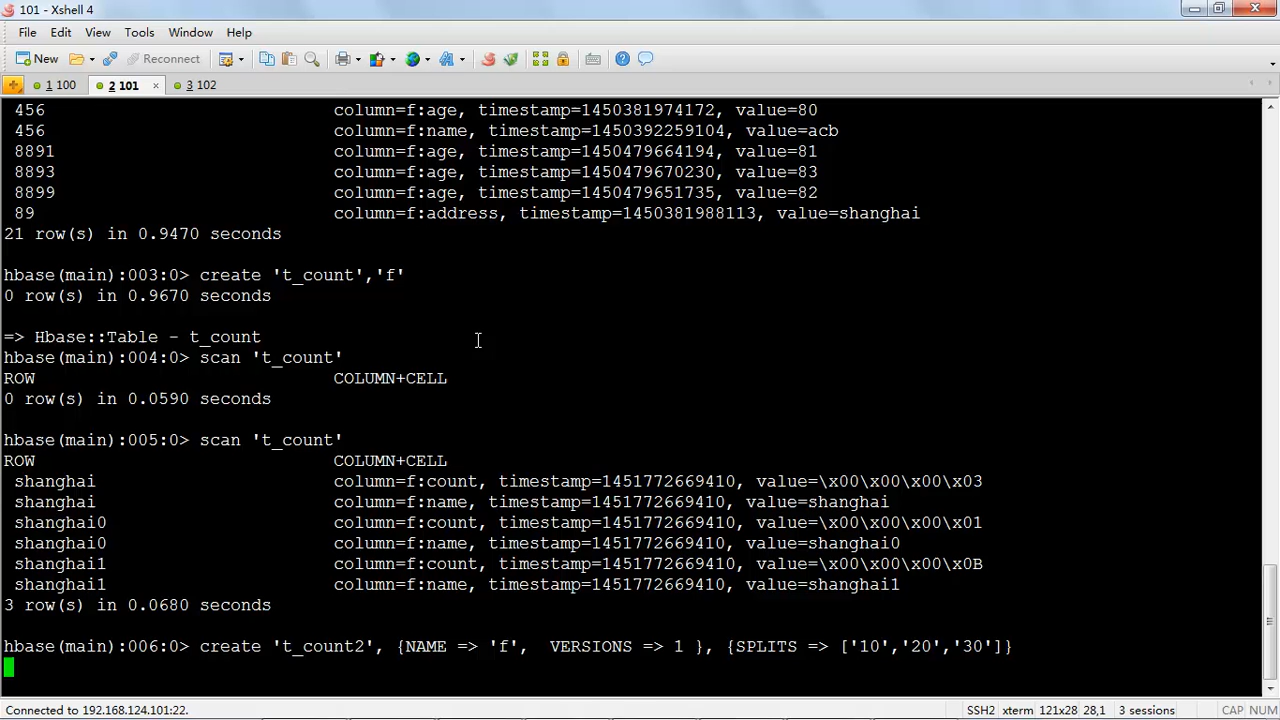 101 - Xshell 4
File Edit View Tools Window Help
New Reconnect
1 100 2 101 × 3 102
456 column=f:age, timestamp=1450381974172, value=80
456 column=f:name, timestamp=1450392259104, value=acb
8891 column=f:age, timestamp=1450479664194, value=81
8893 column=f:age, timestamp=1450479670230, value=83
8899 column=f:age, timestamp=1450479651735, value=82
89 column=f:address, timestamp=1450381988113, value=shanghai
21 row(s) in 0.9470 seconds
hbase(main):003:0> create 't_count','f'
0 row(s) in 0.9670 seconds
=> Hbase::Table - t_count
hbase(main):004:0> scan 't_count'
ROW COLUMN+CELL
0 row(s) in 0.0590 seconds
hbase(main):005:0> scan 't_count'
ROW COLUMN+CELL
shanghai column=f:count, timestamp=1451772669410, value=\x00\x00\x00\x03
shanghai column=f:name, timestamp=1451772669410, value=shanghai
shanghai0 column=f:count, timestamp=1451772669410, value=\x00\x00\x00\x01
shanghai0 column=f:name, timestamp=1451772669410, value=shanghai0
shanghai1 column=f:count, timestamp=1451772669410, value=\x00\x00\x00\x0B
shanghai1 column=f:name, timestamp=1451772669410, value=shanghai1
3 row(s) in 0.0680 seconds
hbase(main):006:0> create 't_count2', {NAME => 'f', VERSIONS => 1 }, {SPLITS => ['10','20','30']}
Connected to 192.168.124.101:22. SSH2 xterm 121x28 28,1 3 sessions CAP NUM